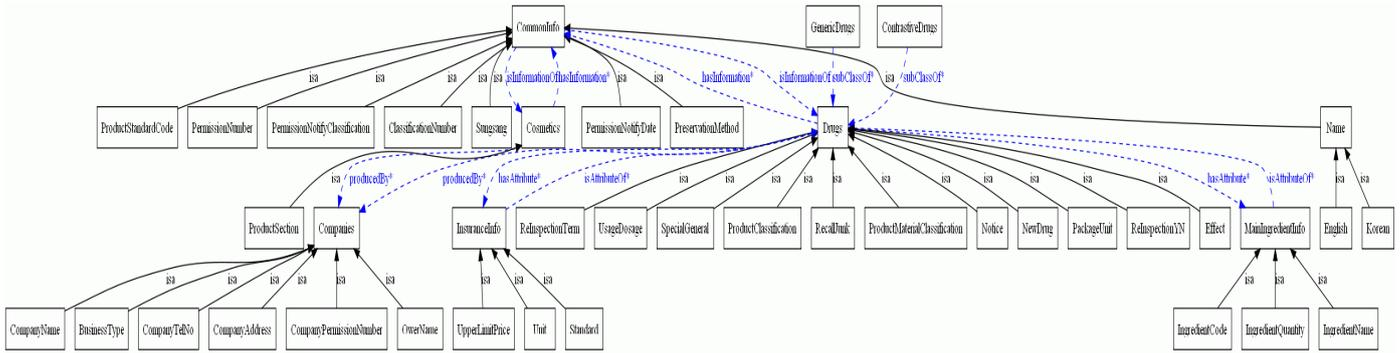 CommonInfo GenericDrugs ContrastiveDrugs
isa isa isa isa isa isa isInformationOf hasInformation* isa isa hasInformation* isInformationOf subClassOf* isa subClassOf*
ProductStandardCode PermissionNumber PermissionNotifyClassification ClassificationNumber Sungsang Cosmetics PermissionNotifyDate PreservationMethod Drugs Name
isa producedBy* producedBy* hasAttribute* isAttributeOf* isa isa isa isa isa isa isa isa isa isa isa hasAttribute* isAttributeOf* isa isa
ProductSection Companies InsuranceInfo ReInspectionTerm UsageDosage SpecialGeneral ProductClassification RecallJunk ProductMaterialClassification Notice NewDrug PackageUnit ReInspectionYN Effect MainIngredientInfo English Korean
isa isa isa isa isa isa isa isa isa isa isa isa
CompanyName BusinessType CompanyTelNo CompanyAddress CompanyPermissionNumber OwerName UpperLimitPrice Unit Standard IngredientCode IngredientQuantity IngredientName